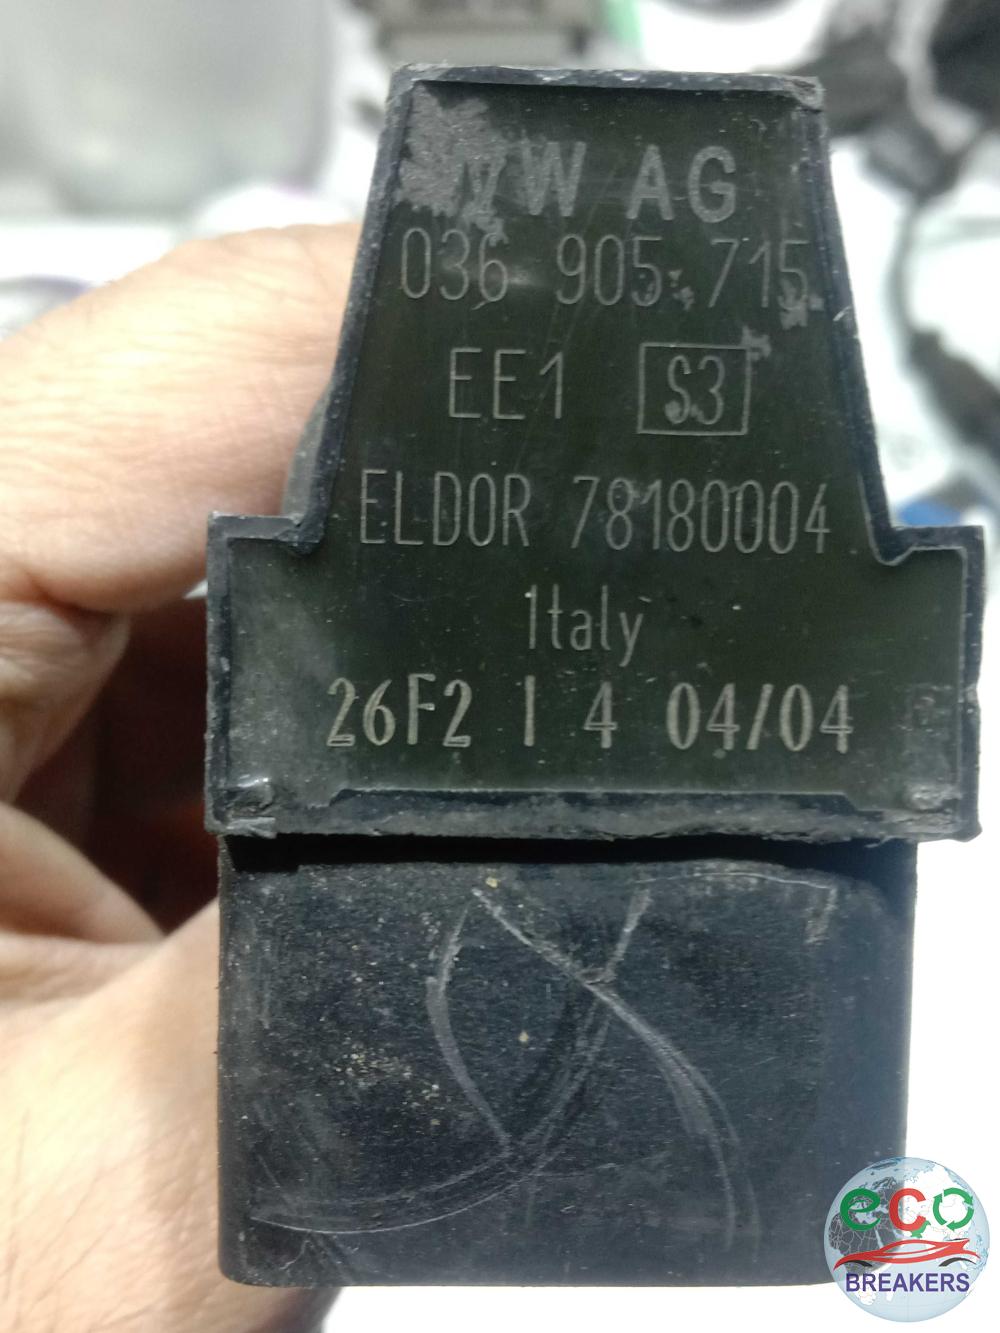 VW AG
036 905 715
EE1 S3
ELDOR 78180004
Italy
26F2 I 4 04/04
eco
BREAKERS